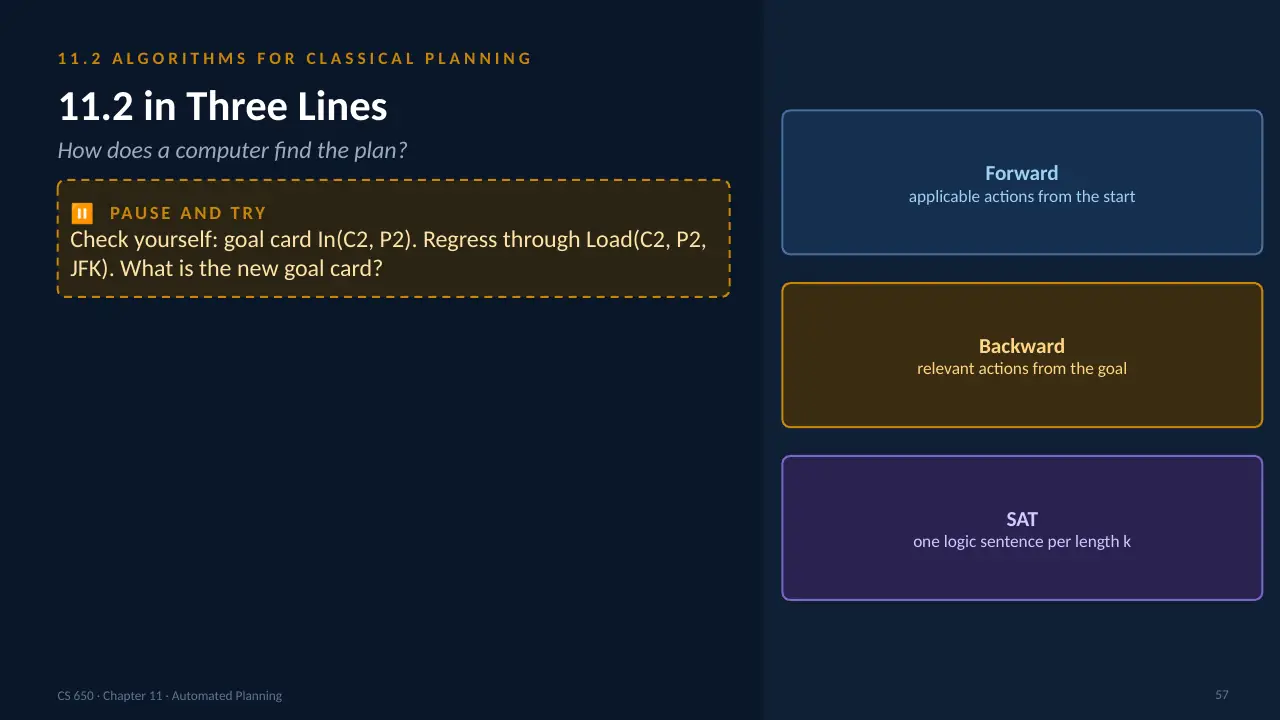 11.2 ALGORITHMS FOR CLASSICAL PLANNING
11.2 in Three Lines
How does a computer find the plan?
⏸ PAUSE AND TRY
Check yourself: goal card In(C2, P2). Regress through Load(C2, P2,
JFK). What is the new goal card?
Forward
applicable actions from the start
Backward
relevant actions from the goal
SAT
one logic sentence per length k
CS 650 · Chapter 11 · Automated Planning
57